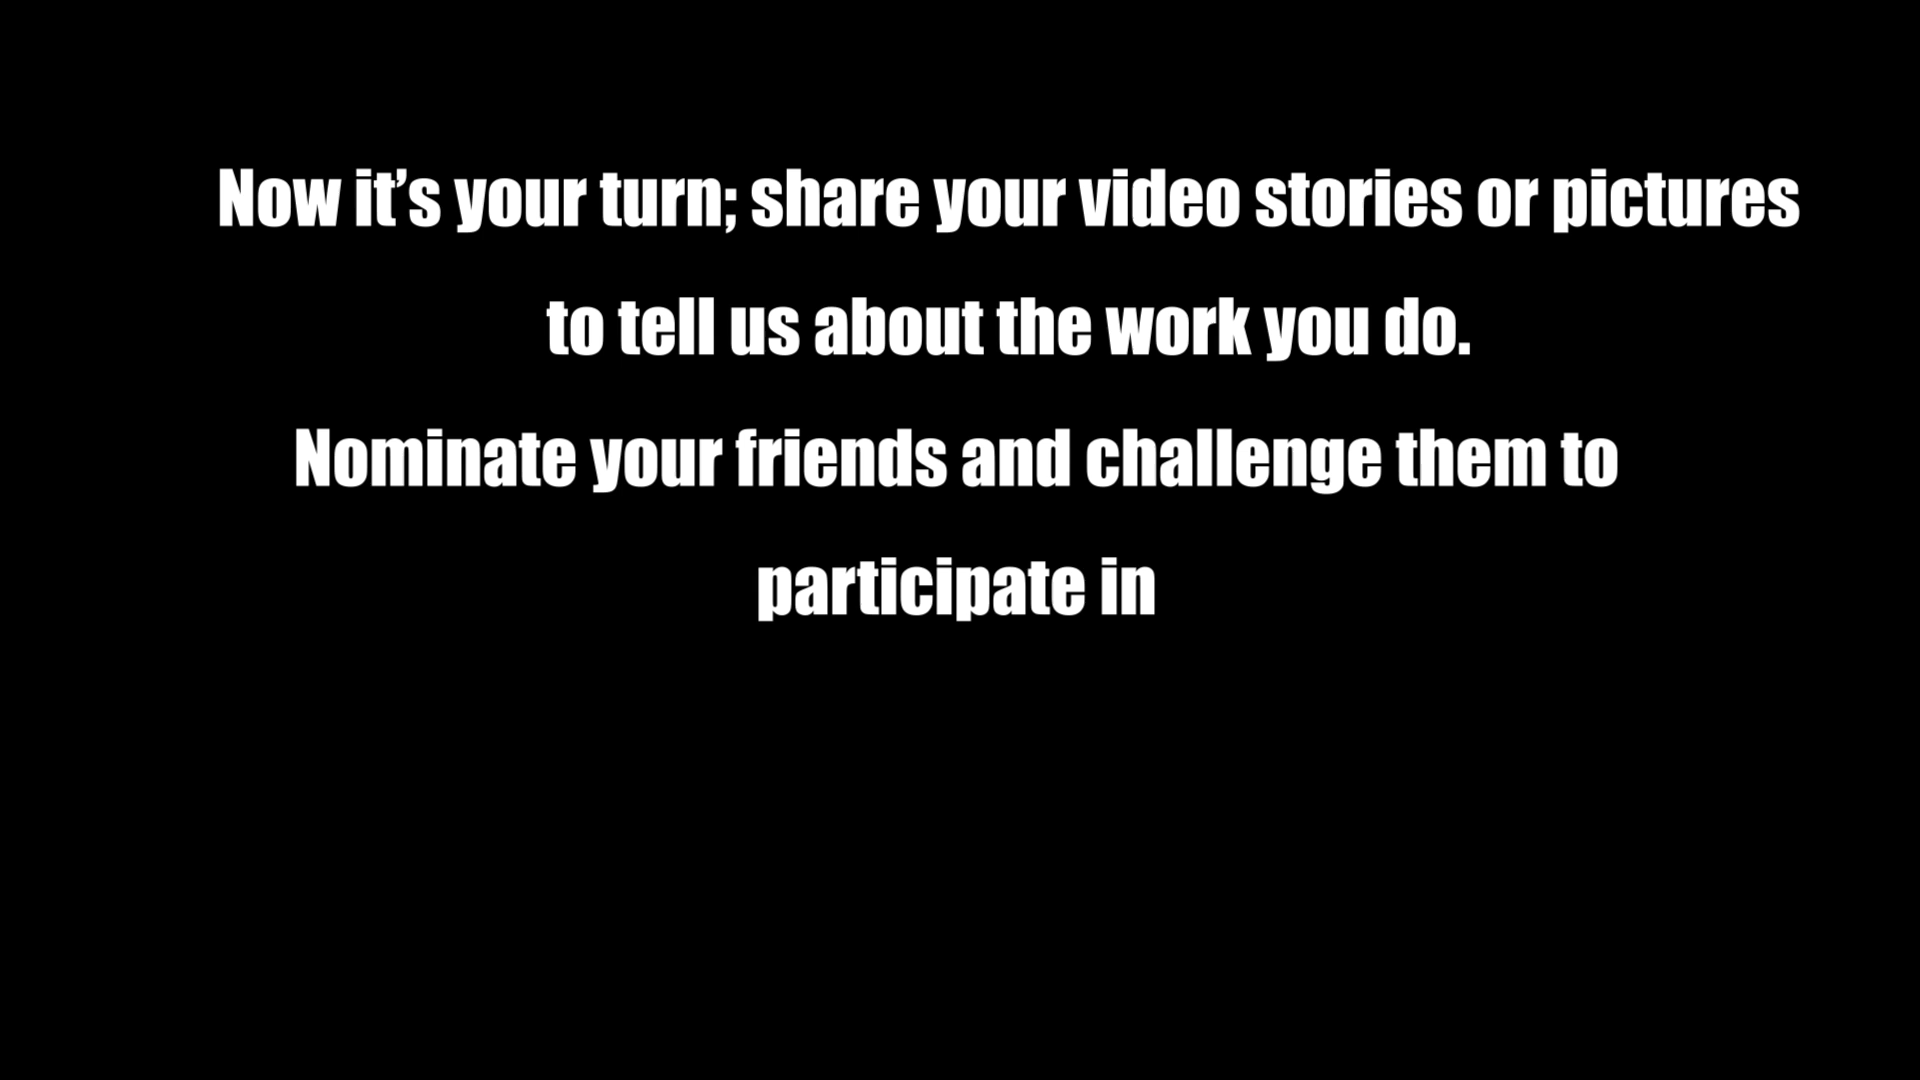 Now it’s your turn; share your video stories or pictures
to tell us about the work you do.
Nominate your friends and challenge them to
participate in